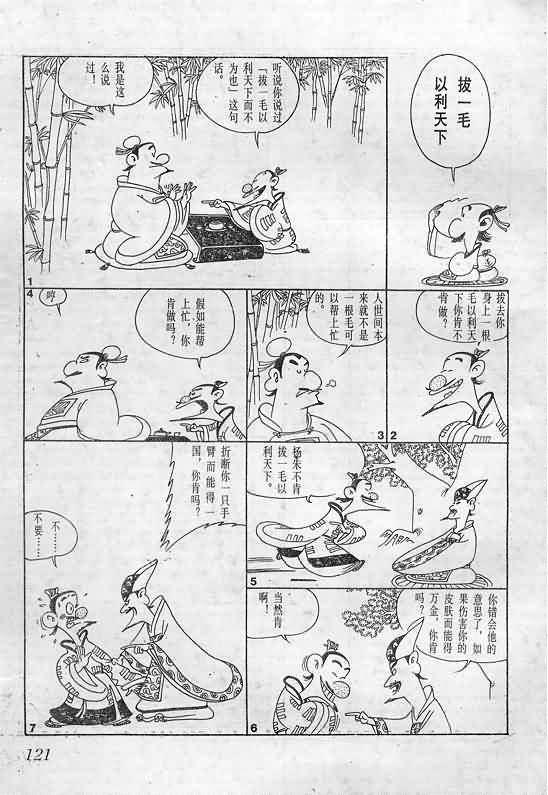 拔一毛
以利天下
听说你说过
「拔一毛以
利天下而不
为也」这句
话。
我是这
么说
过！
1
拔去你
身上一根
毛以利天
下你肯不
肯做？
2
人世间本
来就不是
一根毛可
以帮上忙
的。
3
假如能帮
上忙，你
肯做吗？
哼
4
杨朱不肯
拔一毛以
利天下。
5
你错会他的
意思了，如
果伤害你的
皮肤而能得
万金，你肯
吗？
当然肯
啊！
6
折断你一只手
臂而能得一
国，你肯吗？
不……
不要……
7
121